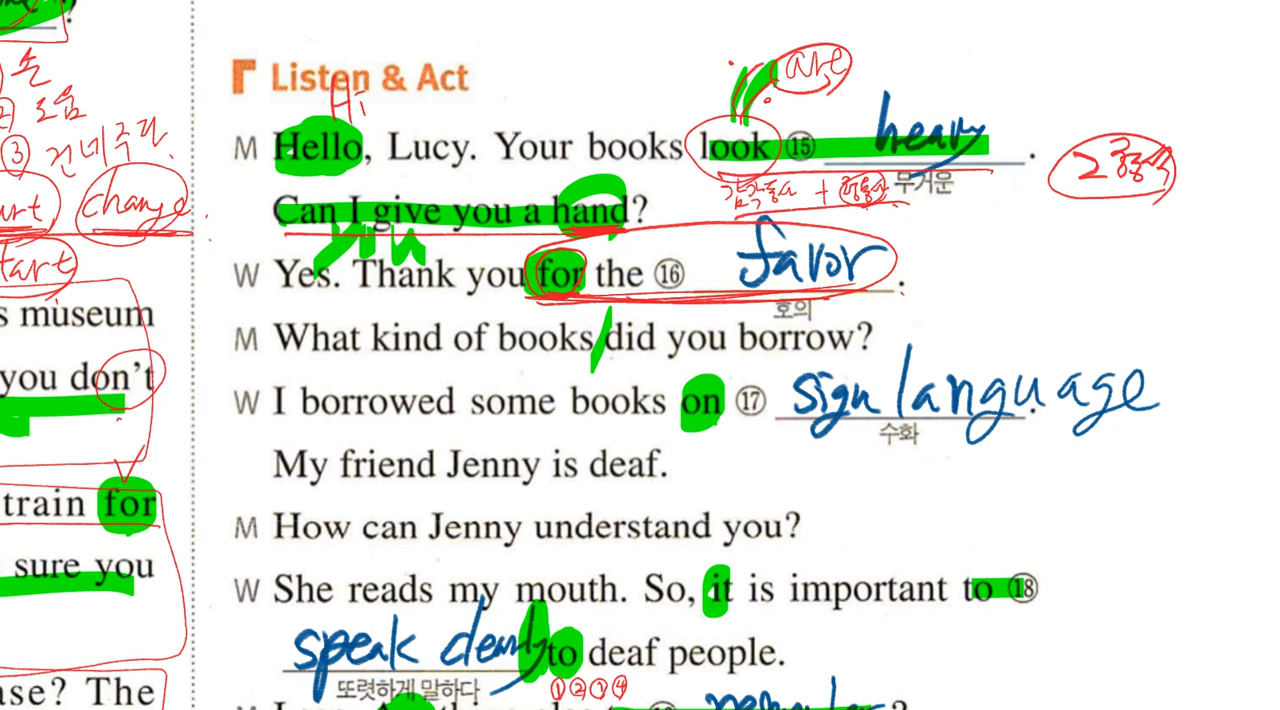 Listen & Act
Hi
are
M Hello, Lucy. Your books look ⑮ heavy.
무거운
감각동사 + 형용사
Can I give you a hand?
you
W Yes. Thank you for the ⑯ favor.
호의
M What kind of books/did you borrow?
W I borrowed some books on ⑰ sign language.
수화
My friend Jenny is deaf.
M How can Jenny understand you?
W She reads my mouth. So, it is important to ⑱
speak clearly to deaf people.
또렷하게 말하다
①②③④
손
도움
③ 건네주다.
change
s museum
you don't
train for
sure you
ase? The